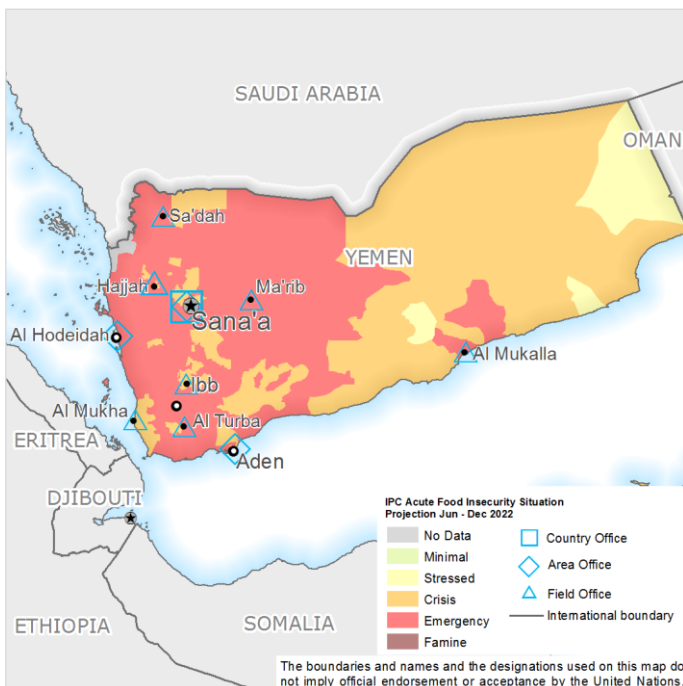 SAUDI ARABIA
OMAN
Sa'dah
YEMEN
Hajjah
Ma'rib
Sana'a
Al Hodeidah
Al Mukalla
Ibb
Al Mukha
Al Turba
ERITREA
Aden
DJIBOUTI
ETHIOPIA
SOMALIA
IPC Acute Food Insecurity Situation
Projection Jun - Dec 2022
No Data
Minimal
Stressed
Crisis
Emergency
Famine
Country Office
Area Office
Field Office
International boundary
The boundaries and names and the designations used on this map do
not imply official endorsement or acceptance by the United Nations.